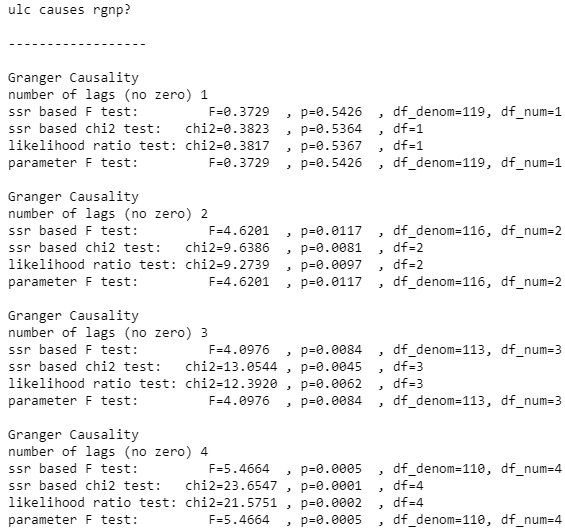 ulc causes rgnp?
------------------
Granger Causality
number of lags (no zero) 1
ssr based F test:         F=0.3729  , p=0.5426  , df_denom=119, df_num=1
ssr based chi2 test:   chi2=0.3823  , p=0.5364  , df=1
likelihood ratio test: chi2=0.3817  , p=0.5367  , df=1
parameter F test:         F=0.3729  , p=0.5426  , df_denom=119, df_num=1
Granger Causality
number of lags (no zero) 2
ssr based F test:         F=4.6201  , p=0.0117  , df_denom=116, df_num=2
ssr based chi2 test:   chi2=9.6386  , p=0.0081  , df=2
likelihood ratio test: chi2=9.2739  , p=0.0097  , df=2
parameter F test:         F=4.6201  , p=0.0117  , df_denom=116, df_num=2
Granger Causality
number of lags (no zero) 3
ssr based F test:         F=4.0976  , p=0.0084  , df_denom=113, df_num=3
ssr based chi2 test:   chi2=13.0544 , p=0.0045  , df=3
likelihood ratio test: chi2=12.3920 , p=0.0062  , df=3
parameter F test:         F=4.0976  , p=0.0084  , df_denom=113, df_num=3
Granger Causality
number of lags (no zero) 4
ssr based F test:         F=5.4664  , p=0.0005  , df_denom=110, df_num=4
ssr based chi2 test:   chi2=23.6547 , p=0.0001  , df=4
likelihood ratio test: chi2=21.5751 , p=0.0002  , df=4
parameter F test:         F=5.4664  , p=0.0005  , df_denom=110, df_num=4